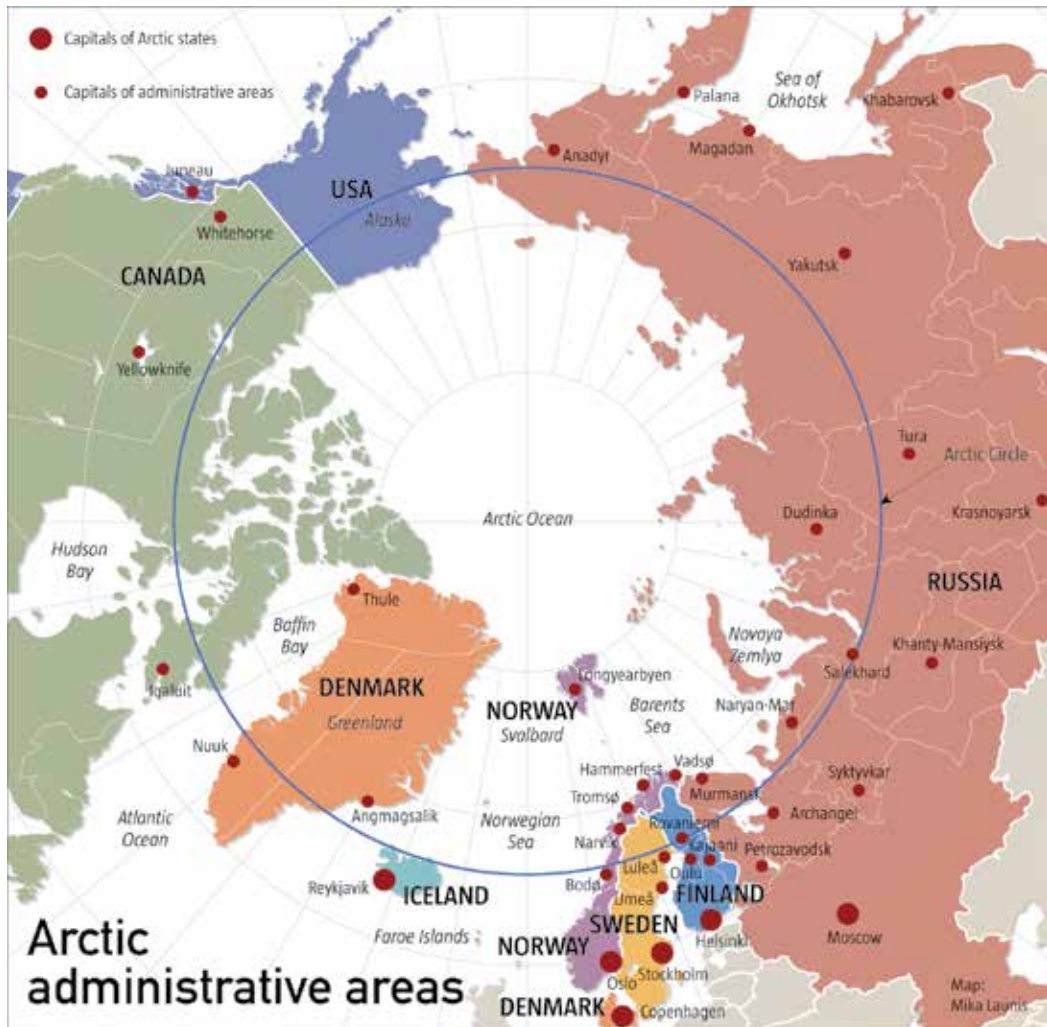 Capitals of Arctic states
Capitals of administrative areas
Sea of
Okhotsk
Palana
Khabarovsk
Magadan
Anadyr
Juneau
USA
Alaska
Whitehorse
CANADA
Yakutsk
Yellowknife
Tura
Arctic Circle
Krasnoyarsk
Arctic Ocean
Dudinka
Hudson
Bay
RUSSIA
Thule
Baffin
Bay
Novaya
Zemlya
Khanty-Mansiysk
Salekhard
Iqaluit
DENMARK
Greenland
Longyearbyen
NORWAY
Svalbard
Barents
Sea
Naryan-Mar
Nuuk
Hammerfest
Vadsø
Murmansk
Syktyvkar
Tromsø
Archangel
Atlantic
Ocean
Angmagsalik
Norwegian
Sea
Narvik
Rovaniemi
Kajaani
Petrozavodsk
Luleå
Oulu
Bodø
Umeå
FINLAND
Reykjavik
ICELAND
SWEDEN
Helsinki
Moscow
Faroe Islands
NORWAY
Oslo
Stockholm
DENMARK
Copenhagen
Arctic
administrative areas
Map:
Mika Launis